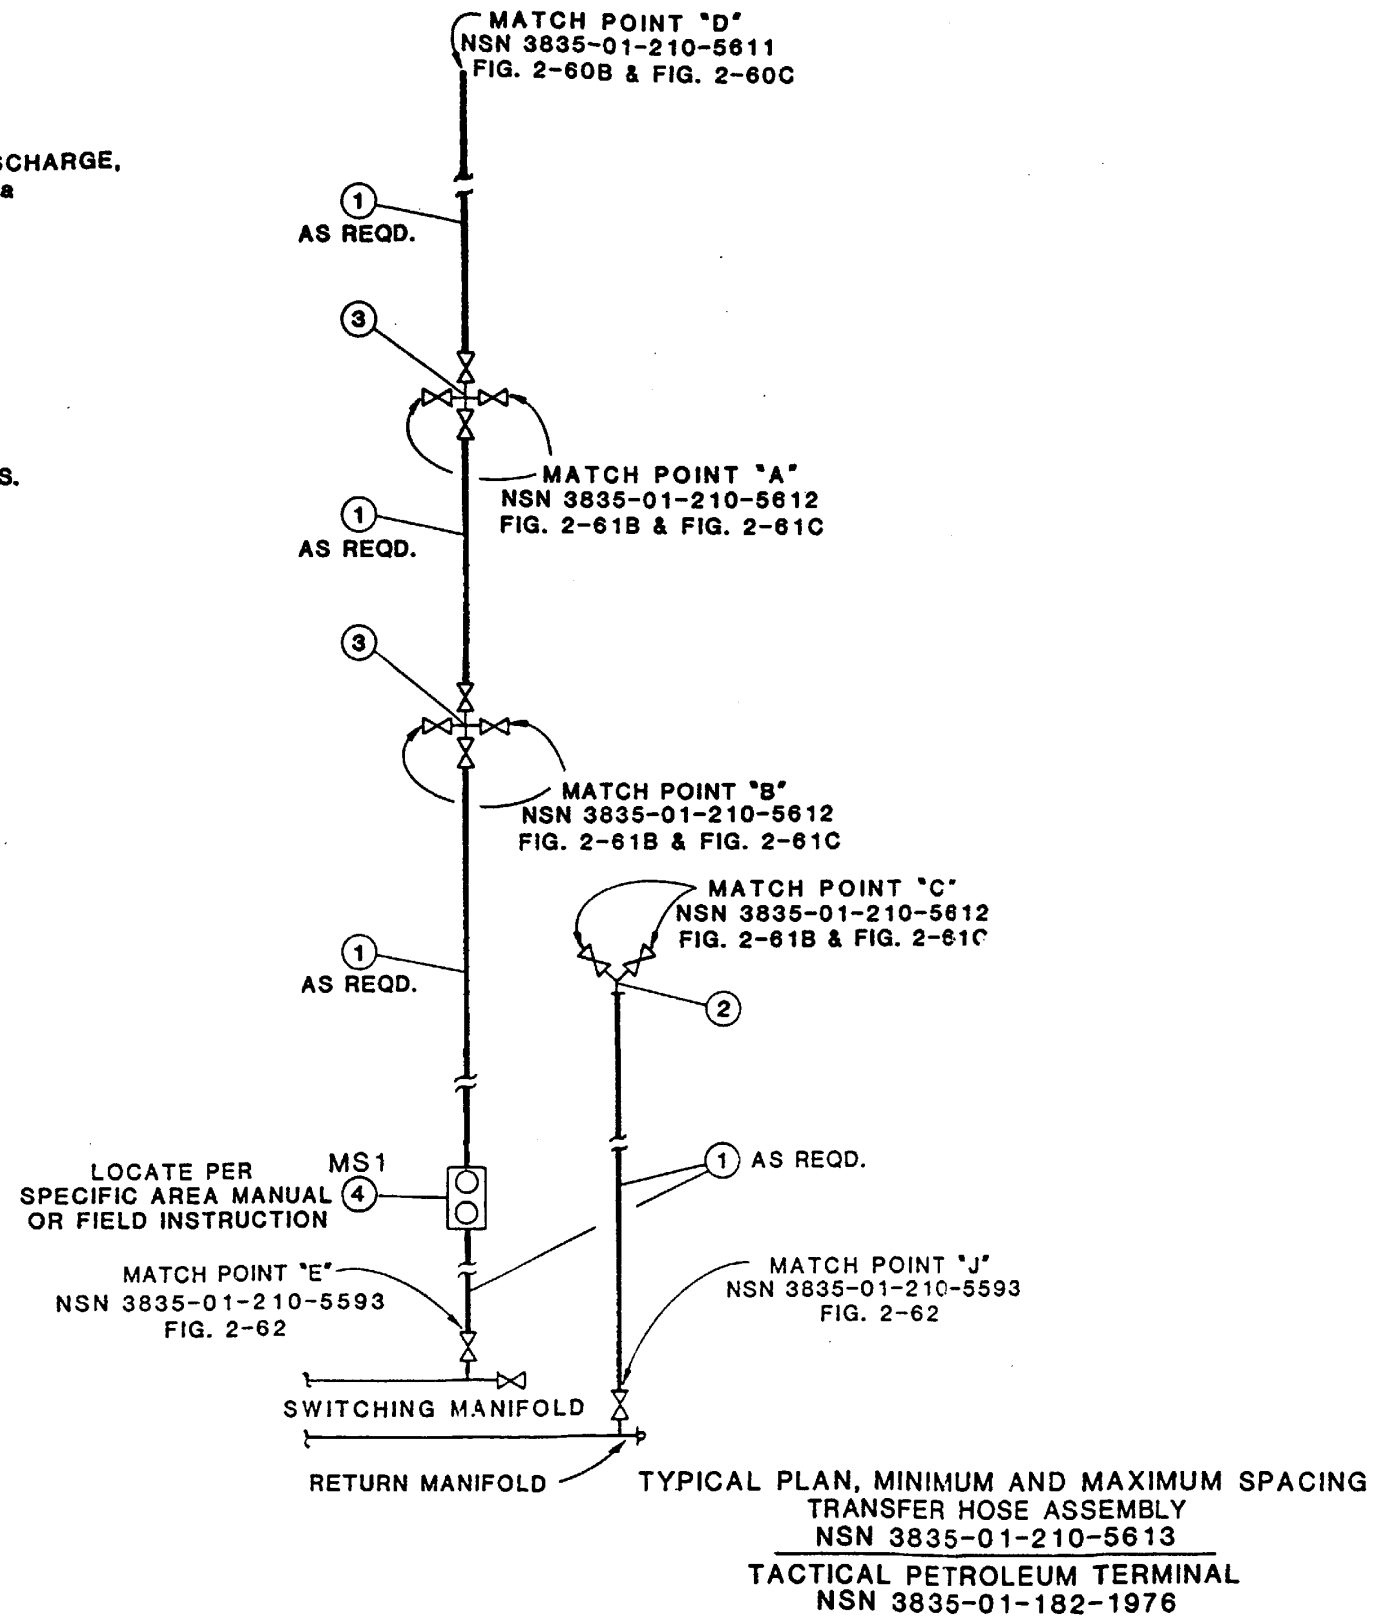 MATCH POINT "D"
NSN 3835-01-210-5611
FIG. 2-60B & FIG. 2-60C
SCHARGE,
a
1
AS REQD.
3
MATCH POINT "A"
NSN 3835-01-210-5612
FIG. 2-61B & FIG. 2-61C
S.
1
AS REQD.
3
MATCH POINT "B"
NSN 3835-01-210-5612
FIG. 2-61B & FIG. 2-61C
MATCH POINT "C"
NSN 3835-01-210-5612
FIG. 2-61B & FIG. 2-61C
1
AS REQD.
2
1 AS REQD.
MS1
LOCATE PER
SPECIFIC AREA MANUAL
OR FIELD INSTRUCTION
4
MATCH POINT "E"
NSN 3835-01-210-5593
FIG. 2-62
MATCH POINT "J"
NSN 3835-01-210-5593
FIG. 2-62
SWITCHING MANIFOLD
RETURN MANIFOLD
TYPICAL PLAN, MINIMUM AND MAXIMUM SPACING
TRANSFER HOSE ASSEMBLY
NSN 3835-01-210-5613
TACTICAL PETROLEUM TERMINAL
NSN 3835-01-182-1976